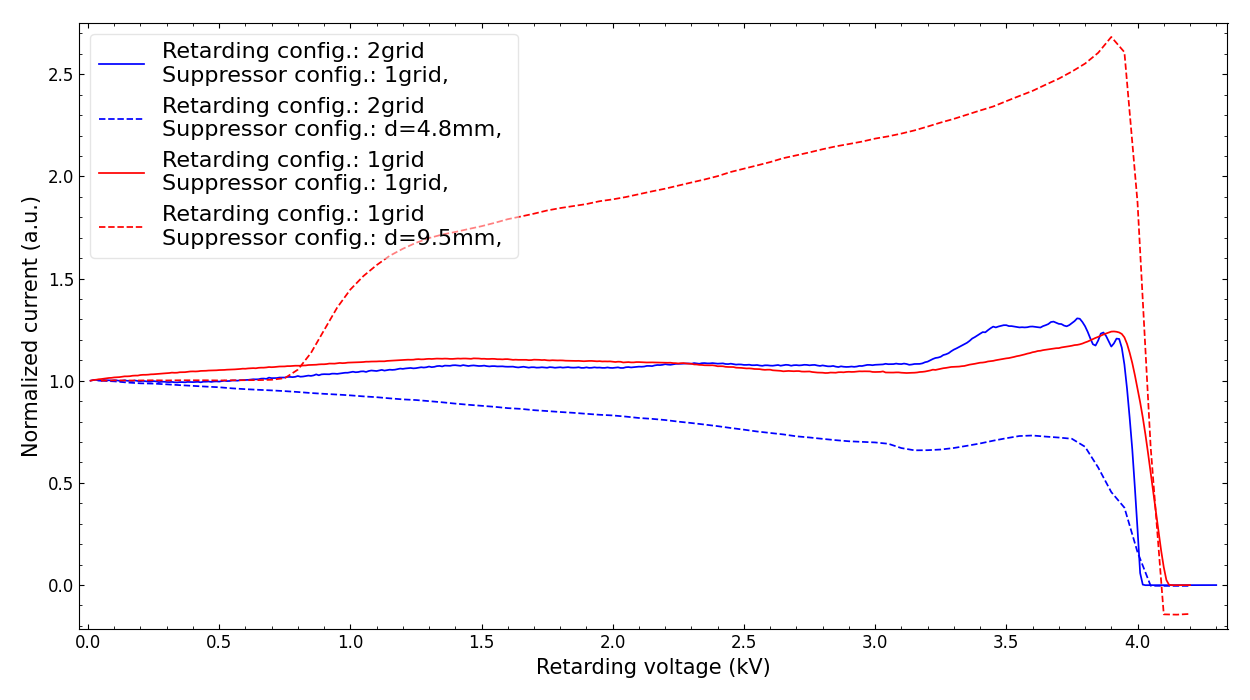 Retarding config.: 2grid
Suppressor config.: 1grid,
Retarding config.: 2grid
Suppressor config.: d=4.8mm,
Retarding config.: 1grid
Suppressor config.: 1grid,
Retarding config.: 1grid
Suppressor config.: d=9.5mm,
Normalized current (a.u.)
2.5
2.0
1.5
1.0
0.5
0.0
0.0 0.5 1.0 1.5 2.0 2.5 3.0 3.5 4.0
Retarding voltage (kV)